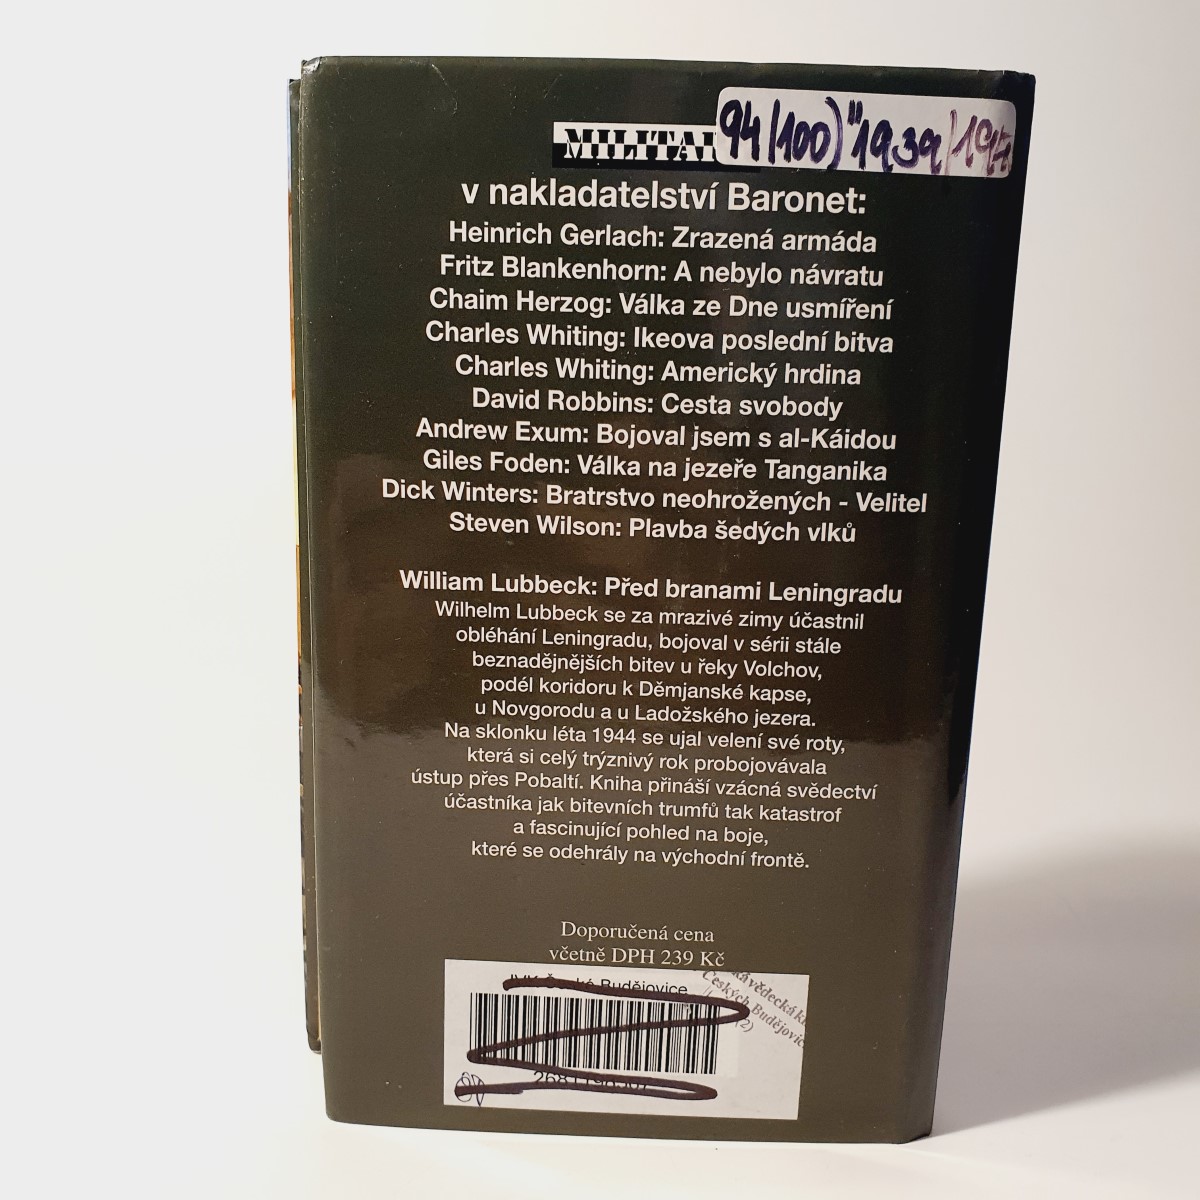 94(100)"1939/19
v nakladatelství Baronet:
Heinrich Gerlach: Zrazená armáda
Fritz Blankenhorn: A nebylo návratu
Chaim Herzog: Válka ze Dne usmíření
Charles Whiting: Ikeova poslední bitva
Charles Whiting: Americký hrdina
David Robbins: Cesta svobody
Andrew Exum: Bojoval jsem s al-Káidou
Giles Foden: Válka na jezeře Tanganika
Dick Winters: Bratrstvo neohrožených - Velitel
Steven Wilson: Plavba šedých vlků
William Lubbeck: Před branami Leningradu
Wilhelm Lubbeck se za mrazivé zimy účastnil
obléhání Leningradu, bojoval v sérii stále
beznadějnějších bitev u řeky Volchov,
podél koridoru k Děmjanské kapse,
u Novgorodu a u Ladožského jezera.
Na sklonku léta 1944 se ujal velení své roty,
která si celý trýznivý rok probojovávala
ústup přes Pobaltí. Kniha přináší vzácná svědectví
účastníka jak bitevních trumfů tak katastrof
a fascinující pohled na boje,
které se odehrály na východní frontě.
Doporučená cena
včetně DPH 239 Kč
České Budějovice
Českých Budějovic
(2)